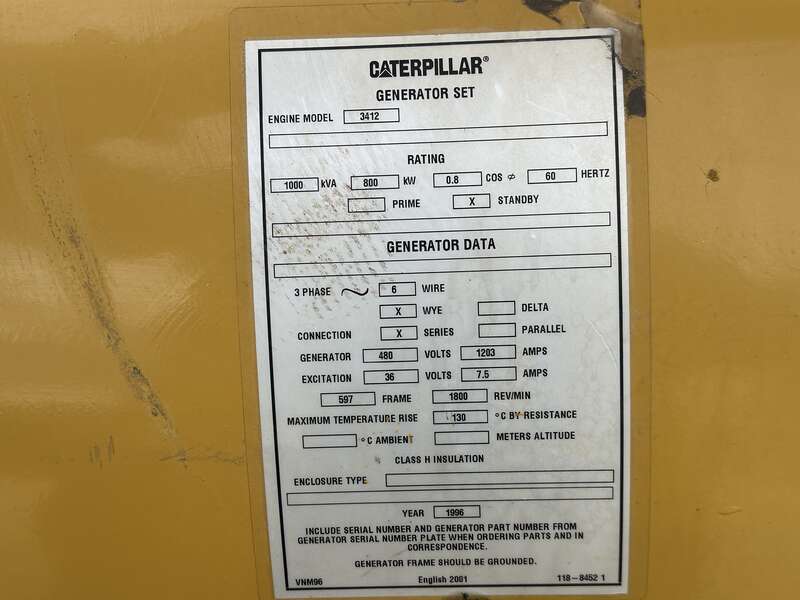 CATERPILLAR®
GENERATOR SET
ENGINE MODEL 3412
RATING
1000 kVA 800 kW 0.8 COS ⌀ 60 HERTZ
PRIME X STANDBY
GENERATOR DATA
3 PHASE ~ 6 WIRE
X WYE DELTA
CONNECTION X SERIES PARALLEL
GENERATOR 480 VOLTS 1203 AMPS
EXCITATION 36 VOLTS 7.5 AMPS
597 FRAME 1800 REV/MIN
MAXIMUM TEMPERATURE RISE 130 °C BY RESISTANCE
°C AMBIENT METERS ALTITUDE
CLASS H INSULATION
ENCLOSURE TYPE
YEAR 1996
INCLUDE SERIAL NUMBER AND GENERATOR PART NUMBER FROM
GENERATOR SERIAL NUMBER PLATE WHEN ORDERING PARTS AND IN
CORRESPONDENCE.
GENERATOR FRAME SHOULD BE GROUNDED.
VNM96 English 2001 118-8452 1